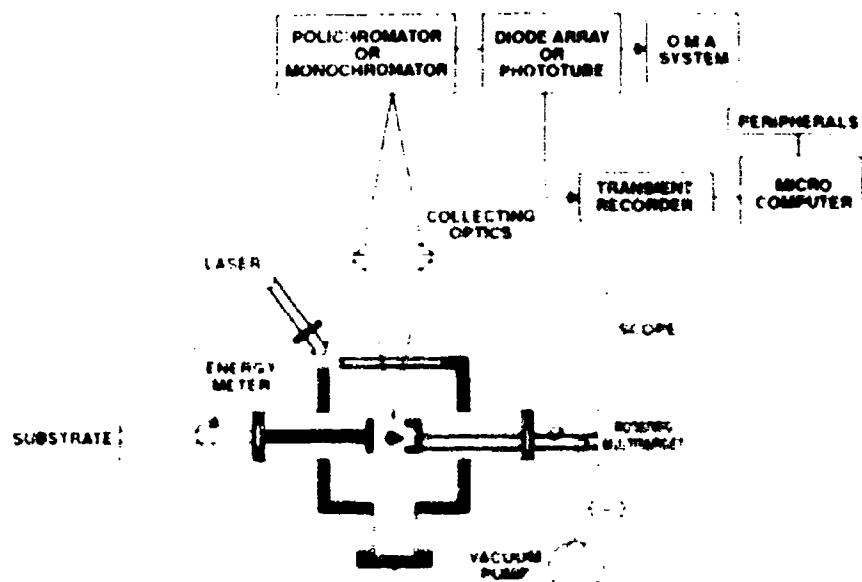 POLICHROMATOR
OR
MONOCHROMATOR
DIODE ARRAY
OR
PHOTOTUBE
O M A
SYSTEM
PERIPHERALS
TRANSIENT
RECORDER
MICRO
COMPUTER
COLLECTING
OPTICS
LASER
SCOPE
ENERGY
METER
SUBSTRATE
MULTITARGET
VACUUM
PUMP